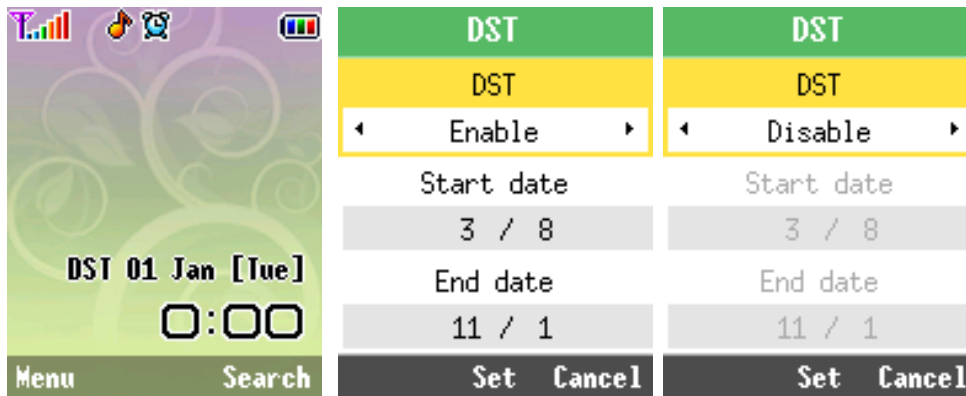 DST 01 Jan [Tue]
0:00
Menu Search
DST
DST
Enable
Start date
3 / 8
End date
11 / 1
Set Cancel
DST
DST
Disable
Start date
3 / 8
End date
11 / 1
Set Cancel